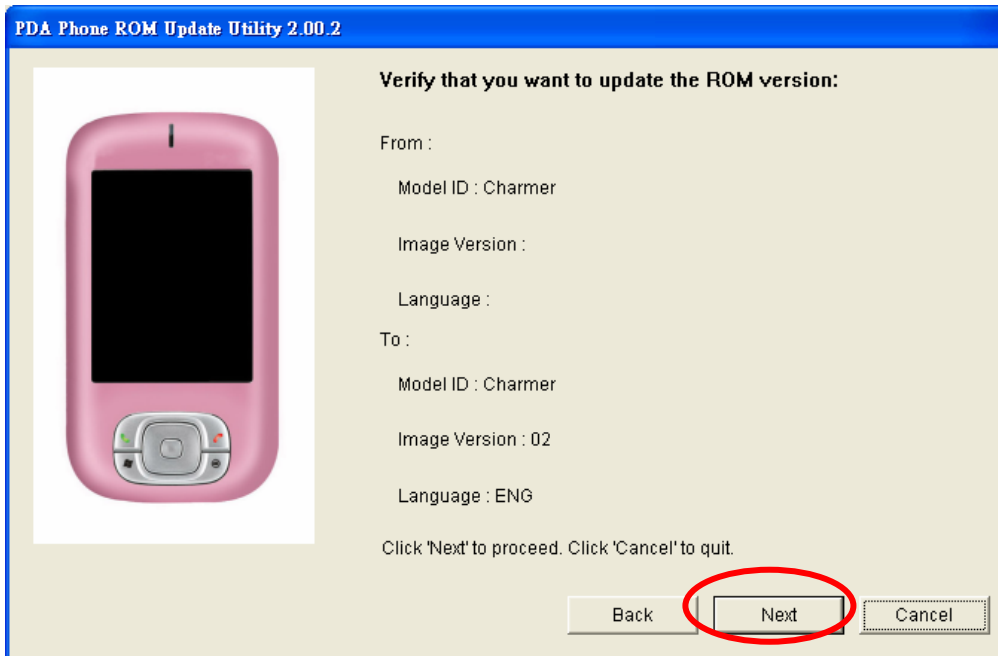 PDA Phone ROM Update Utility 2.00.2
Verify that you want to update the ROM version:
From :
Model ID : Charmer
Image Version :
Language :
To :
Model ID : Charmer
Image Version : 02
Language : ENG
Click 'Next' to proceed. Click 'Cancel' to quit.
Back
Next
Cancel